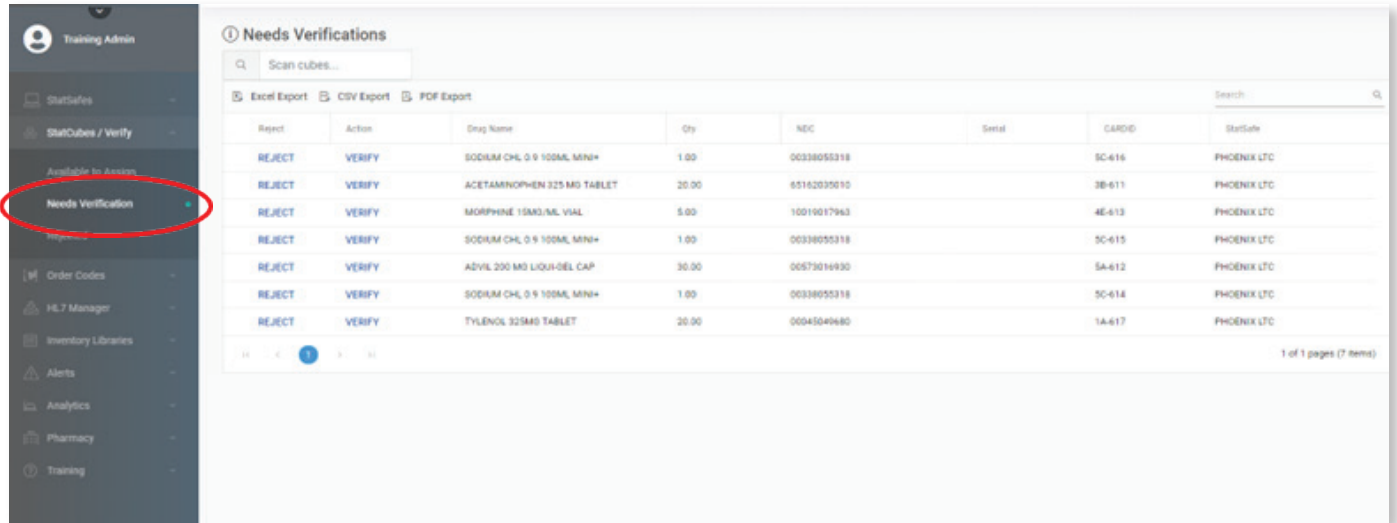 Training Admin
StatSafes
StatCubes / Verify
Available to Assign
Needs Verification
Rejected
Order Codes
HL7 Manager
Inventory Libraries
Alerts
Analytics
Pharmacy
Training
Needs Verifications
Scan cubes...
Excel Export CSV Export PDF Export Search
Reject Action Drug Name Qty NDC Serial CARDID StatSafe
REJECT VERIFY SODIUM CHL 0.9 100ML MINI+ 1.00 00338055318 5C-616 PHOENIX LTC
REJECT VERIFY ACETAMINOPHEN 325 MG TABLET 20.00 65162035010 3B-611 PHOENIX LTC
REJECT VERIFY MORPHINE 15MG/ML VIAL 5.00 10019017963 4E-613 PHOENIX LTC
REJECT VERIFY SODIUM CHL 0.9 100ML MINI+ 1.00 00338055318 5C-615 PHOENIX LTC
REJECT VERIFY ADVIL 200 MG LIQUI-GEL CAP 30.00 00573016930 5A-612 PHOENIX LTC
REJECT VERIFY SODIUM CHL 0.9 100ML MINI+ 1.00 00338055318 5C-614 PHOENIX LTC
REJECT VERIFY TYLENOL 325MG TABLET 20.00 00045049680 1A-617 PHOENIX LTC
1 1 of 1 pages (7 items)